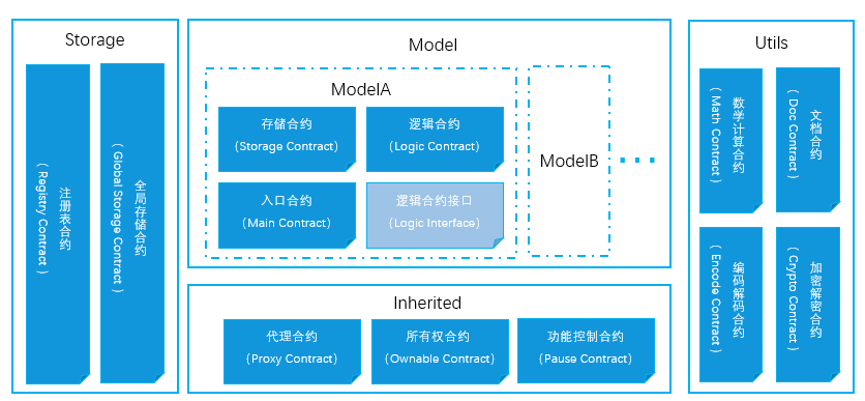 Storage
注册表合约
( Registry Contract )
全局存储合约
( Global Storage Contract )
Model
ModelA
存储合约
(Storage Contract)
逻辑合约
(Logic Contract)
入口合约
(Main Contract)
逻辑合约接口
(Logic Interface)
ModelB
Inherited
代理合约
(Proxy Contract)
所有权合约
(Ownable Contract)
功能控制合约
(Pause Contract)
Utils
数学计算合约
( Math Contract )
文档合约
( Doc Contract )
编码解码合约
( Encode Contract )
加密解密合约
( Crypto Contract )